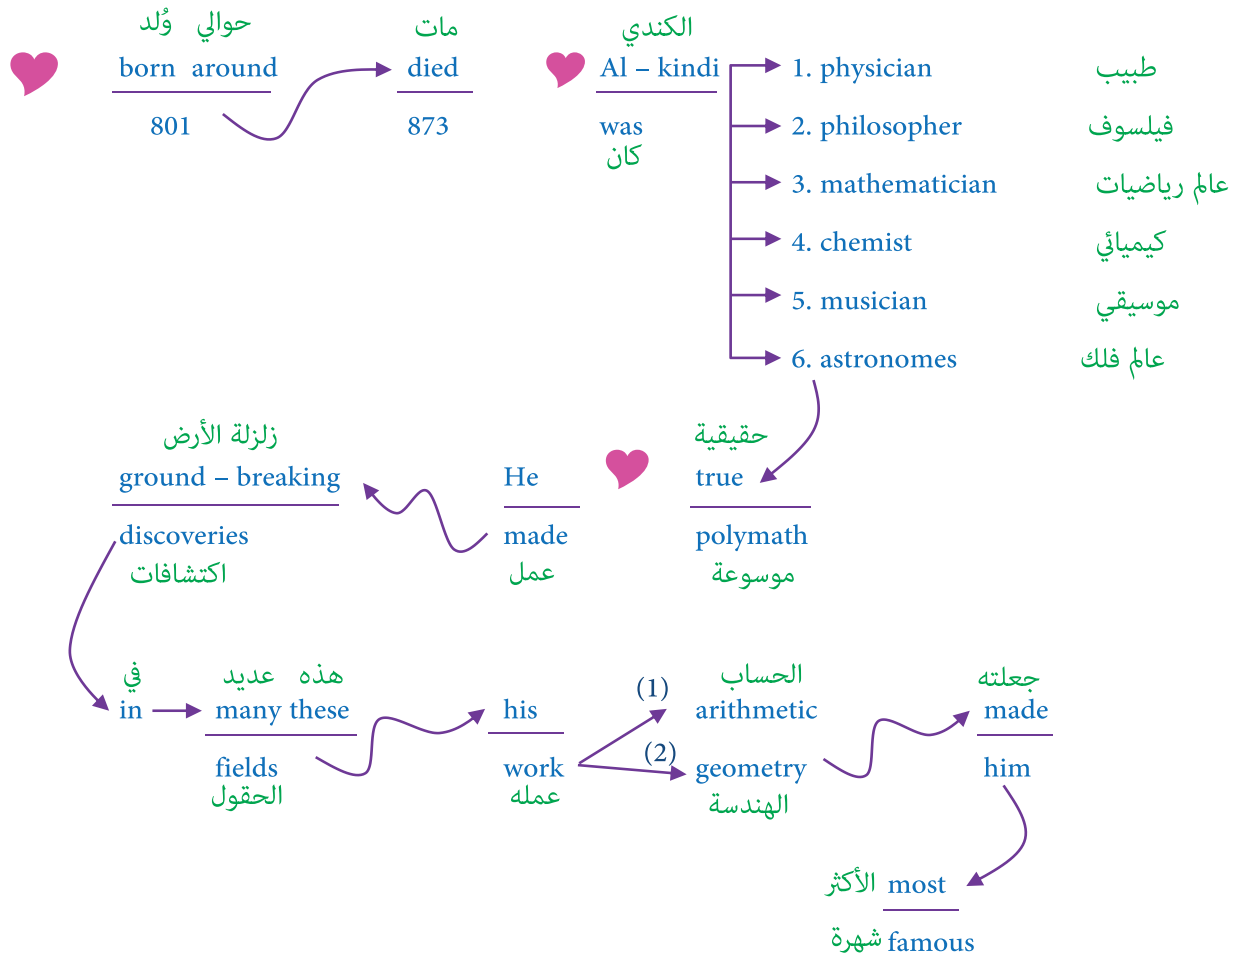 وُلد حوالي
born around
801
مات
died
873
الكندي
Al – kindi
was
كان
1. physician طبيب
2. philosopher فيلسوف
3. mathematician عالم رياضيات
4. chemist كيميائي
5. musician موسيقي
6. astronomes عالم فلك
حقيقية
true
polymath
موسوعة
He
made
عمل
زلزلة الأرض
ground – breaking
discoveries
اكتشافات
في
in
هذه عديد
many these
fields
الحقول
his
work
عمله
(1)
الحساب
arithmetic
(2)
geometry
الهندسة
جعلته
made
him
الأكثر most
شهرة famous